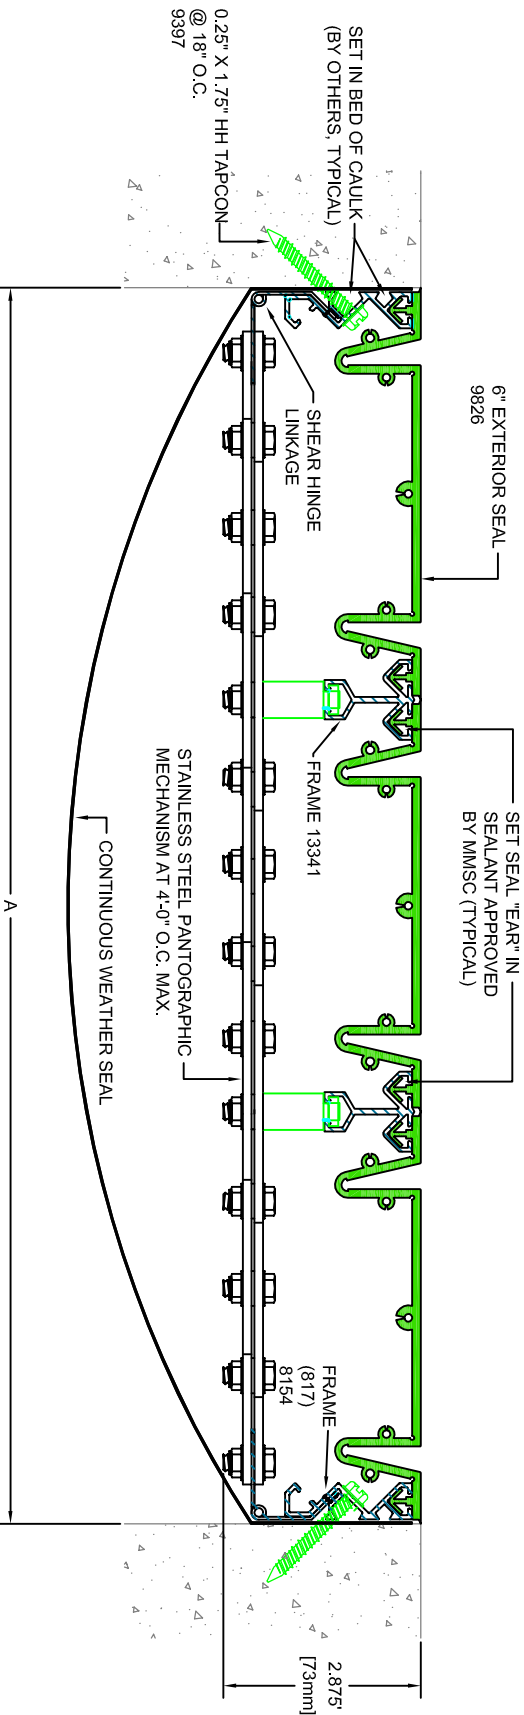 SET IN BED OF CAULK
(BY OTHERS, TYPICAL)
0.25" X 1.75" HH TAPCON
@ 18" O.C.
9397
6" EXTERIOR SEAL
9826
SHEAR HINGE
LINKAGE
SET SEAL "EAR" IN
SEALANT APPROVED
BY MMSC (TYPICAL)
FRAME 13341
STAINLESS STEEL PANTOGRAPHIC
MECHANISM AT 4'-0" O.C. MAX.
CONTINUOUS WEATHER SEAL
A
FRAME
(817)
8154
2.875'
[73mm]